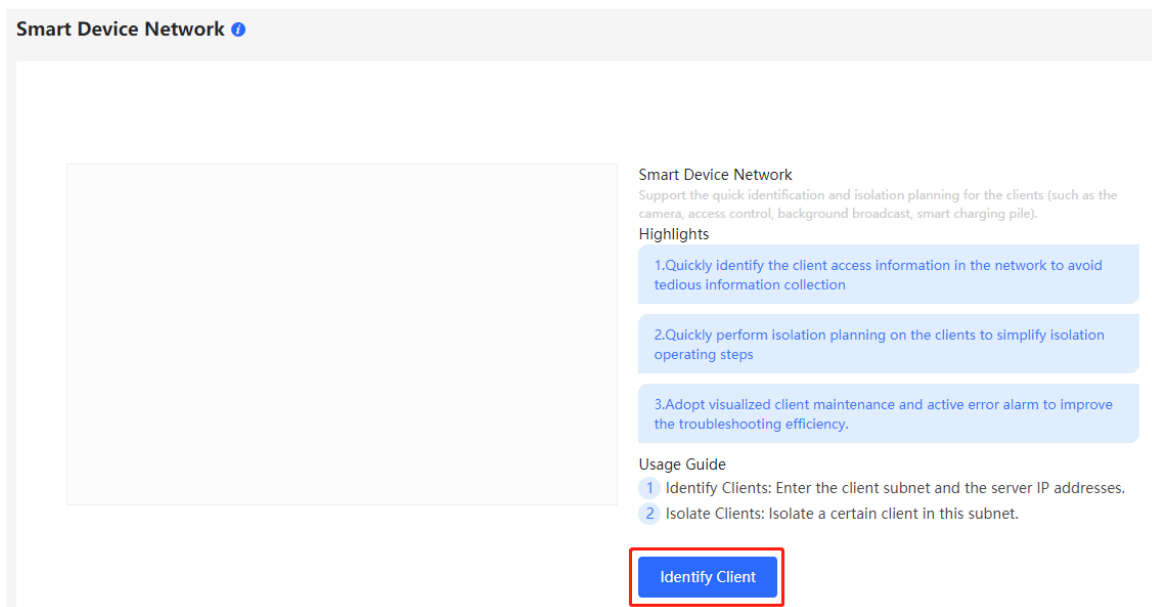 Smart Device Network
Smart Device Network
Support the quick identification and isolation planning for the clients (such as the
camera, access control, background broadcast, smart charging pile).
Highlights
1.Quickly identify the client access information in the network to avoid
tedious information collection
2.Quickly perform isolation planning on the clients to simplify isolation
operating steps
3.Adopt visualized client maintenance and active error alarm to improve
the troubleshooting efficiency.
Usage Guide
1 Identify Clients: Enter the client subnet and the server IP addresses.
2 Isolate Clients: Isolate a certain client in this subnet.
Identify Client